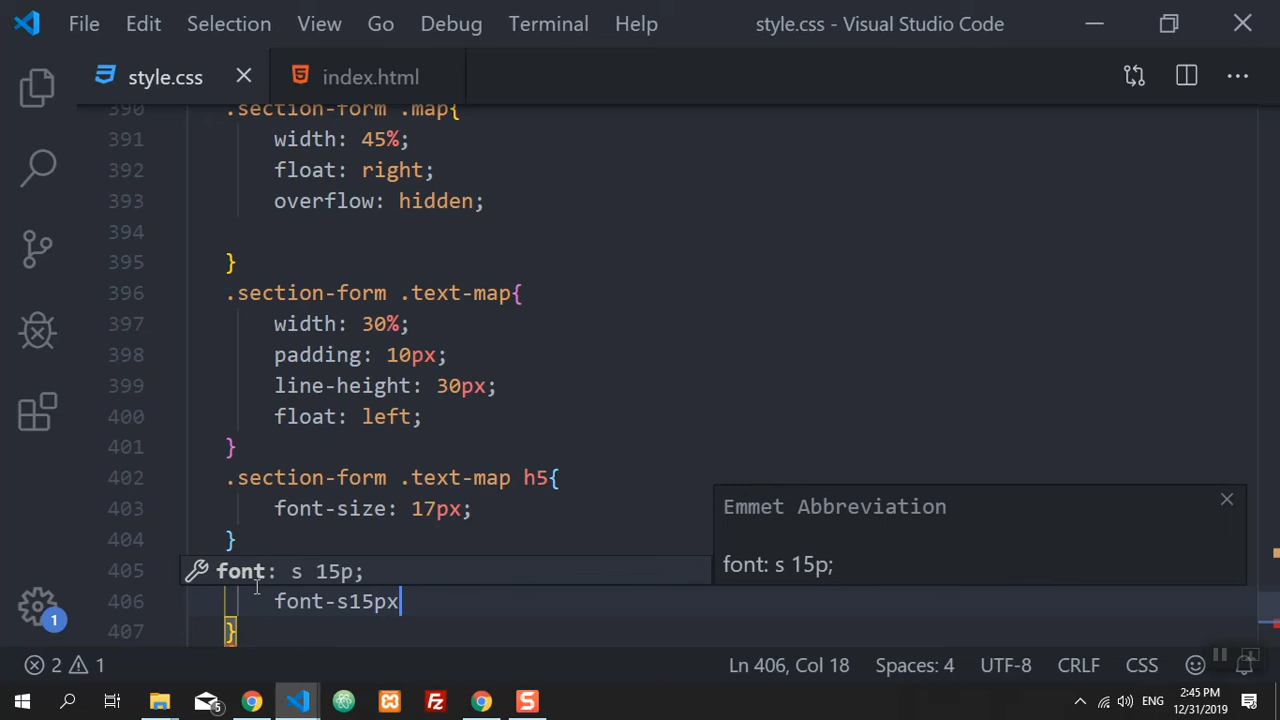 File Edit Selection View Go Debug Terminal Help style.css - Visual Studio Code
style.css index.html
390 .section-form .map{
391 width: 45%;
392 float: right;
393 overflow: hidden;
394
395 }
396 .section-form .text-map{
397 width: 30%;
398 padding: 10px;
399 line-height: 30px;
400 float: left;
401 }
402 .section-form .text-map h5{
403 font-size: 17px;
404 }
405 font: s 15p;
406 font-s15px
407 }
Emmet Abbreviation
font: s 15p;
1
2 1 Ln 406, Col 18 Spaces: 4 UTF-8 CRLF CSS
5 ENG 2:45 PM
12/31/2019